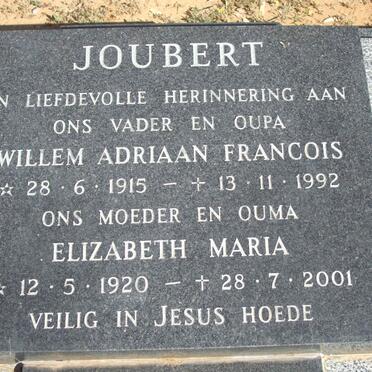 JOUBERT
IN LIEFDEVOLLE HERINNERING AAN
ONS VADER EN OUPA
WILLEM ADRIAAN FRANCOIS
☆ 28 · 6 · 1915 — + 13 · 11 · 1992
ONS MOEDER EN OUMA
ELIZABETH MARIA
☆ 12 · 5 · 1920 — + 28 · 7 · 2001
VEILIG IN JESUS HOEDE